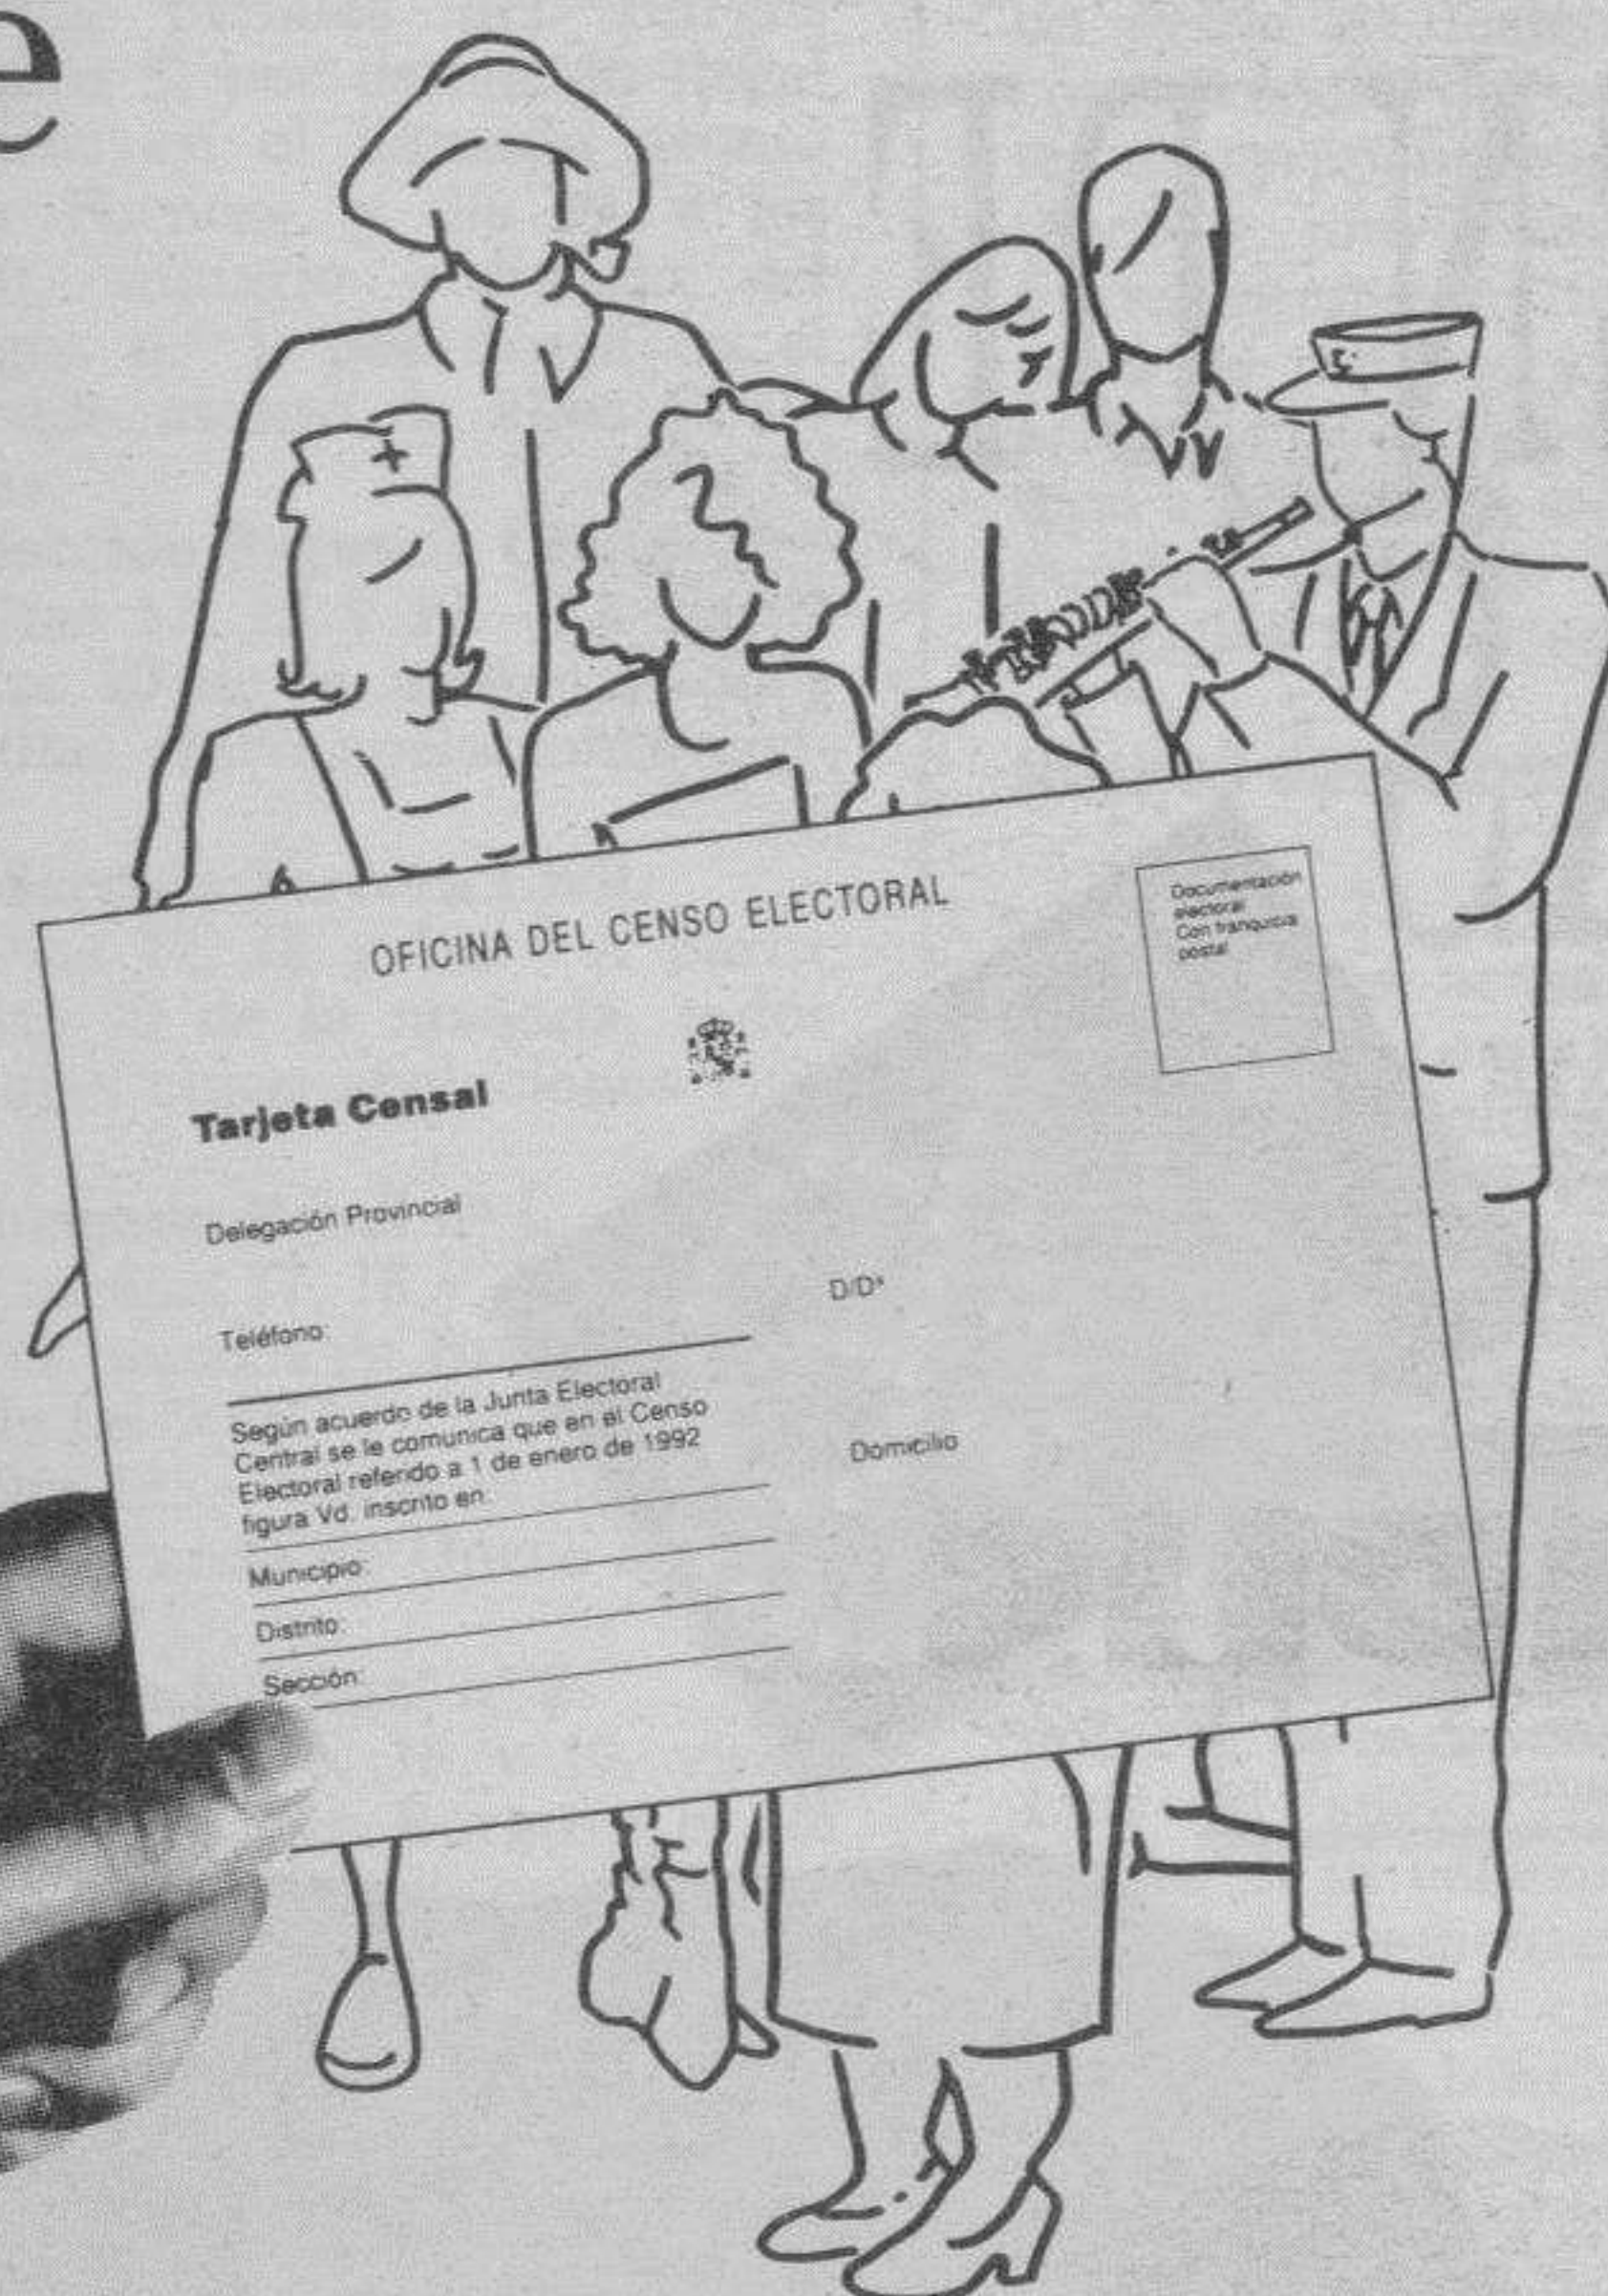 e
OFICINA DEL CENSO ELECTORAL
Documentación
electoral
Con franquicia
postal
Tarjeta Censal
Delegación Provincial
Teléfono:
D/Dª
Según acuerdo de la Junta Electoral
Central se le comunica que en el Censo
Electoral referido a 1 de enero de 1992
figura Vd. inscrito en:
Domicilio
Municipio:
Distrito:
Sección: